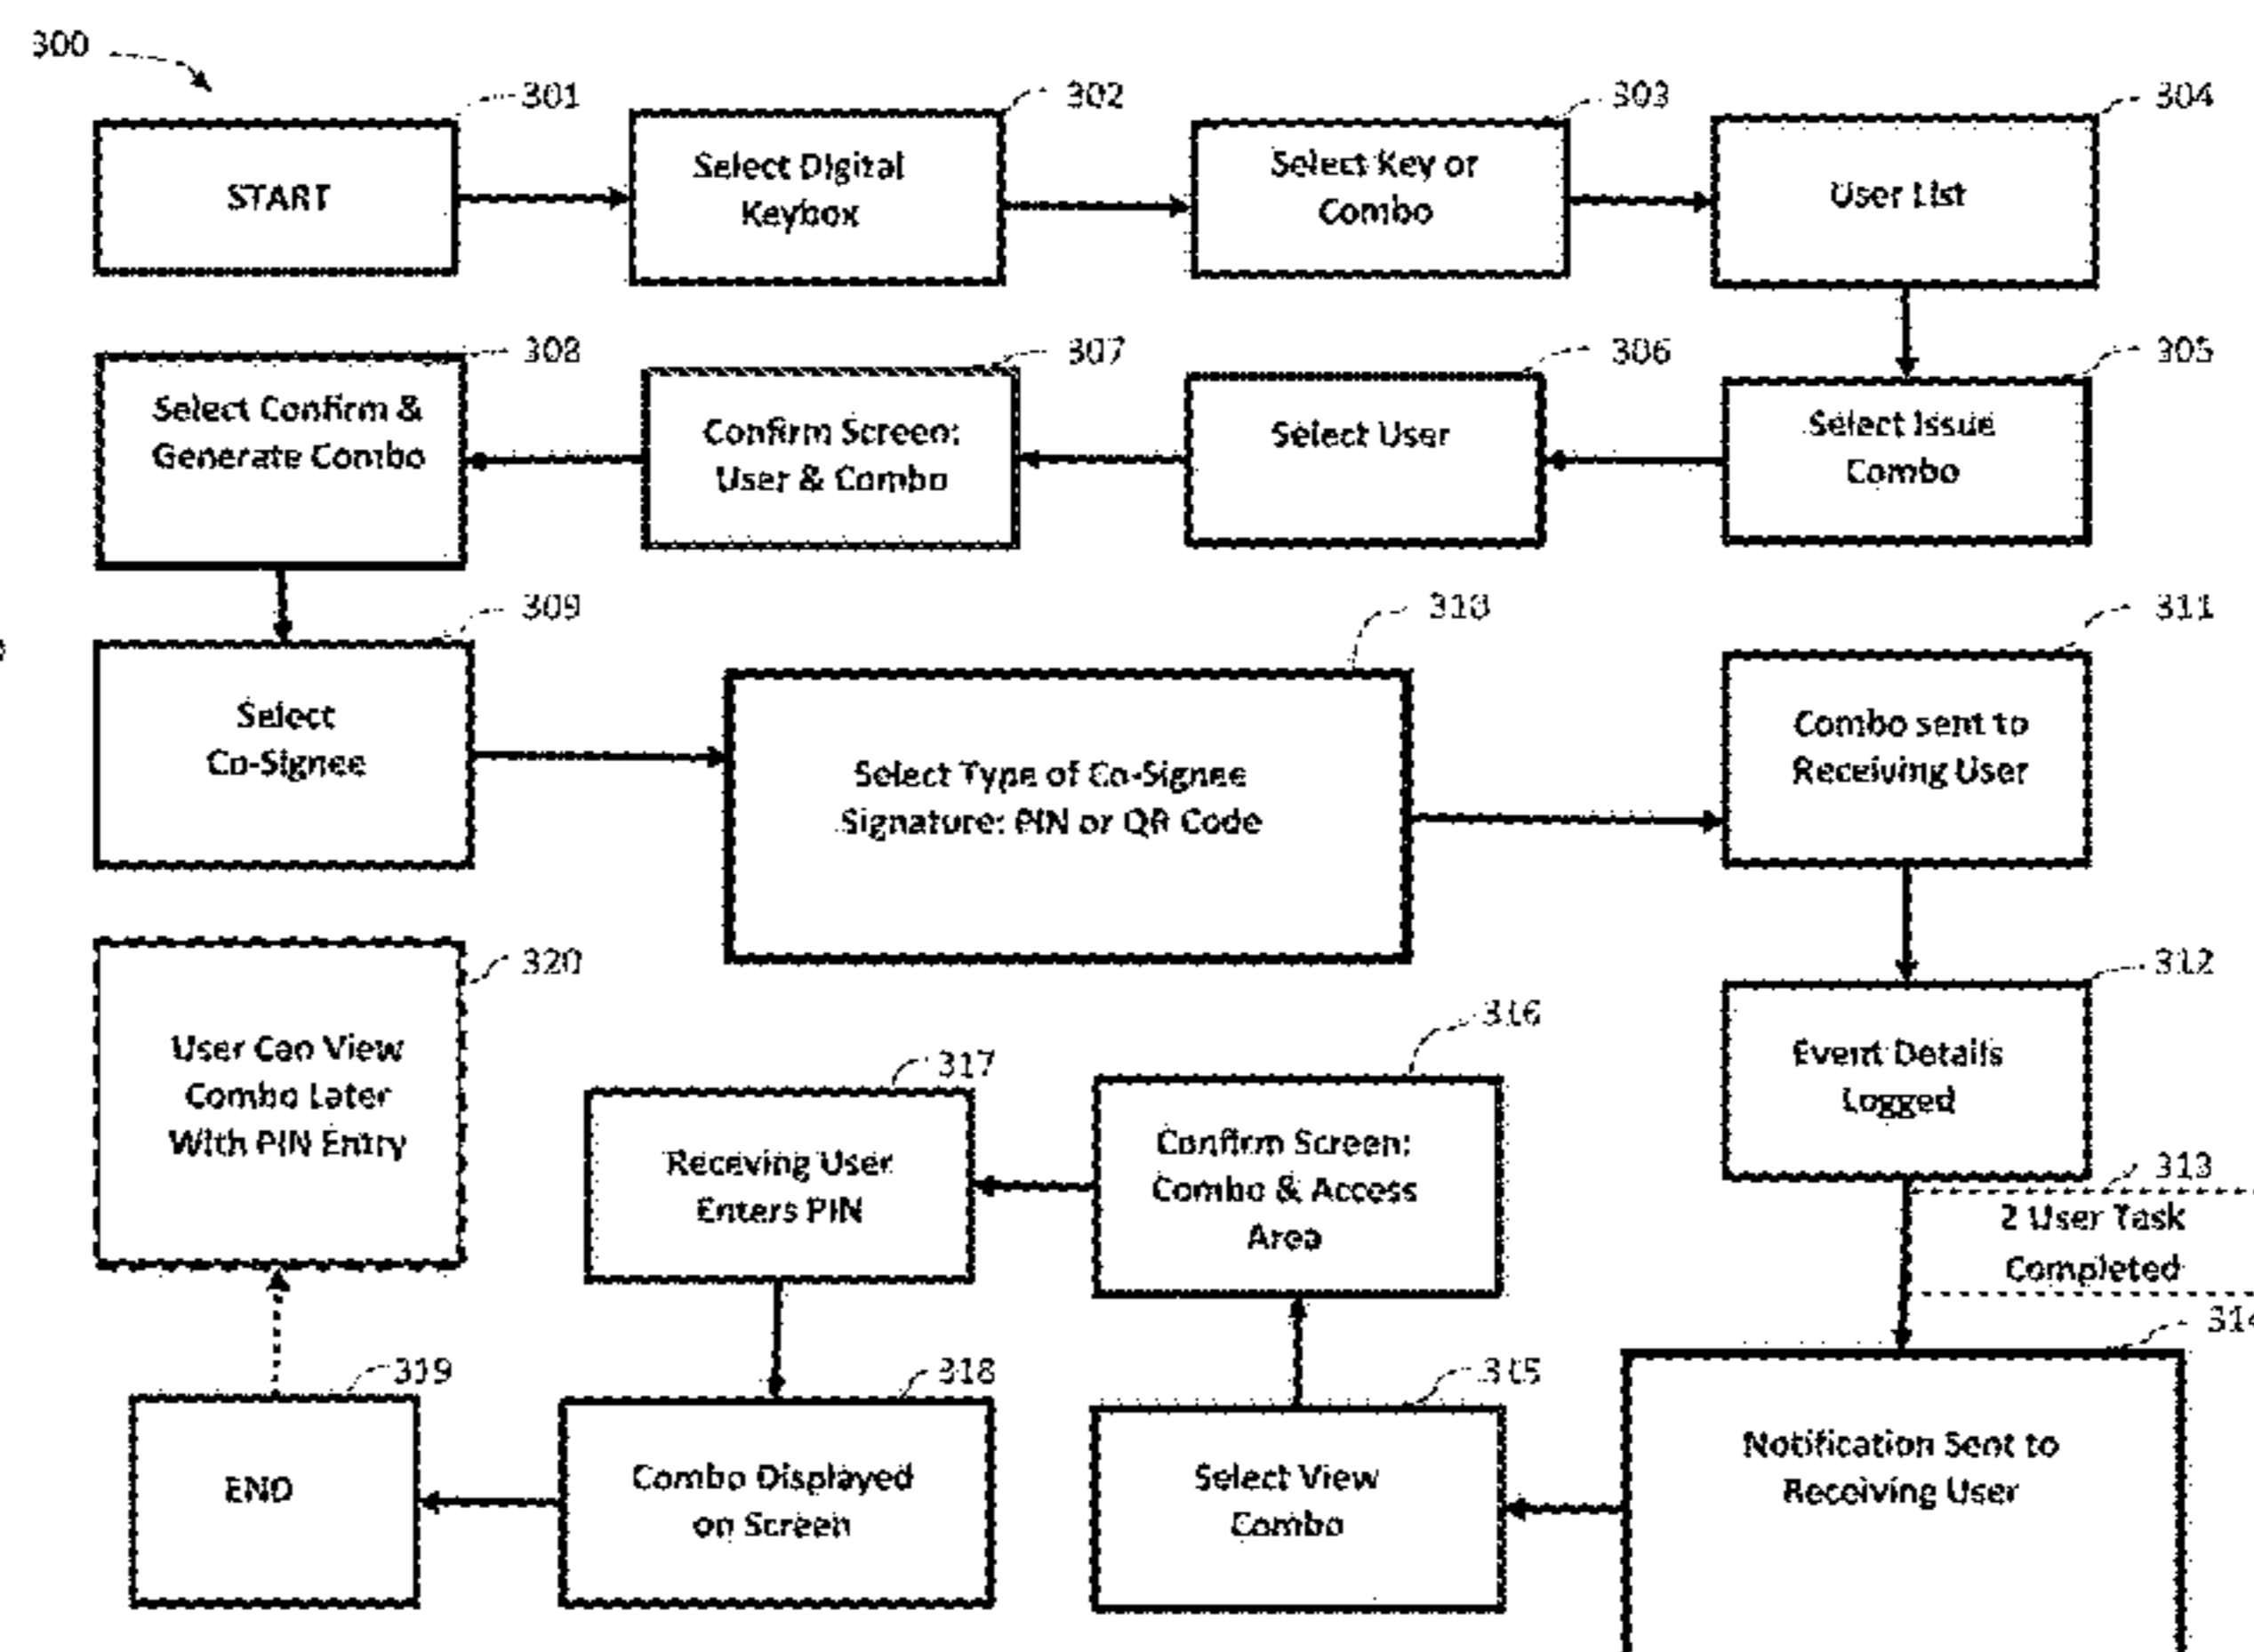 300
301
START
302
Select Digital
Keybox
303
Select Key or
Combo
304
User List
308
Select Confirm &
Generate Combo
307
Confirm Screen:
User & Combo
306
Select User
305
Select Issue
Combo
309
Select
Co-Signee
310
Select Type of Co-Signee
Signature: PIN or QR Code
311
Combo sent to
Receiving User
312
Event Details
Logged
313
2 User Task
Completed
314
Notification Sent to
Receiving User
315
Select View
Combo
316
Confirm Screen:
Combo & Access
Area
317
Receving User
Enters PIN
318
Combo Displayed
on Screen
319
END
320
User Can View
Combo Later
With PIN Entry